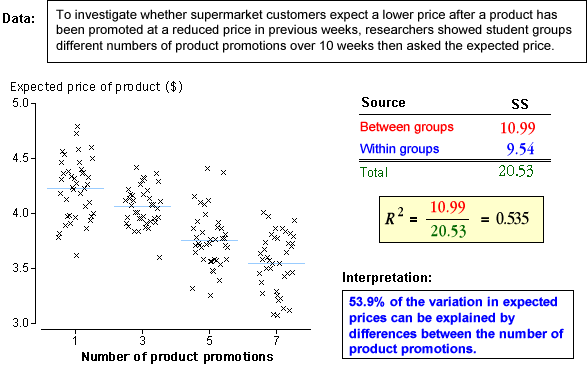 Data:
To investigate whether supermarket customers expect a lower price after a product has
been promoted at a reduced price in previous weeks, researchers showed student groups
different numbers of product promotions over 10 weeks then asked the expected price.
Expected price of product ($)
5.0
4.5
4.0
3.5
3.0
1 3 5 7
Number of product promotions
Source SS
Between groups 10.99
Within groups 9.54
Total 20.53
R² = 10.99 / 20.53 = 0.535
Interpretation:
53.9% of the variation in expected
prices can be explained by
differences between the number of
product promotions.